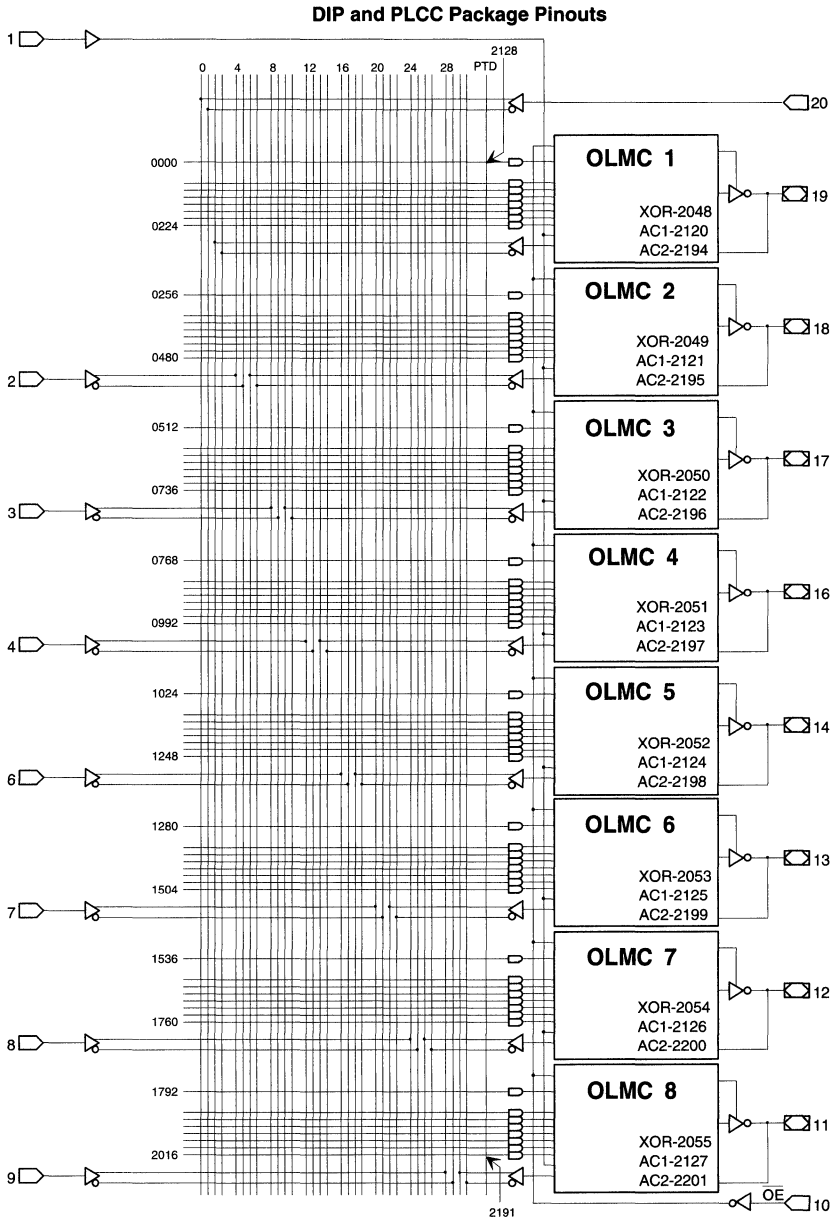 DIP and PLCC Package Pinouts
1
2128
0 4 8 12 16 20 24 28 PTD
20
0000
OLMC 1
XOR-2048
19
0224
AC1-2120
AC2-2194
0256
OLMC 2
18
XOR-2049
0480
AC1-2121
2
AC2-2195
0512
OLMC 3
17
XOR-2050
0736
AC1-2122
3
AC2-2196
0768
OLMC 4
16
XOR-2051
0992
AC1-2123
4
AC2-2197
1024
OLMC 5
14
XOR-2052
1248
AC1-2124
6
AC2-2198
1280
OLMC 6
13
XOR-2053
1504
AC1-2125
7
AC2-2199
1536
OLMC 7
12
XOR-2054
1760
AC1-2126
8
AC2-2200
1792
OLMC 8
11
XOR-2055
2016
AC1-2127
9
AC2-2201
OE
10
2191